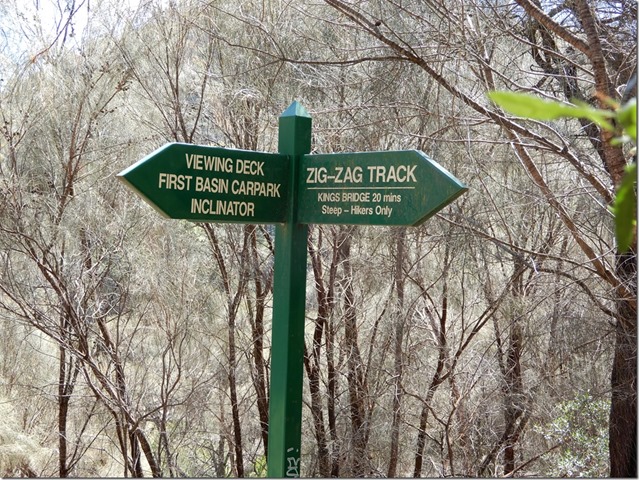 VIEWING DECK
FIRST BASIN CARPARK
INCLINATOR
ZIG-ZAG TRACK
KINGS BRIDGE 20 mins
Steep - Hikers Only